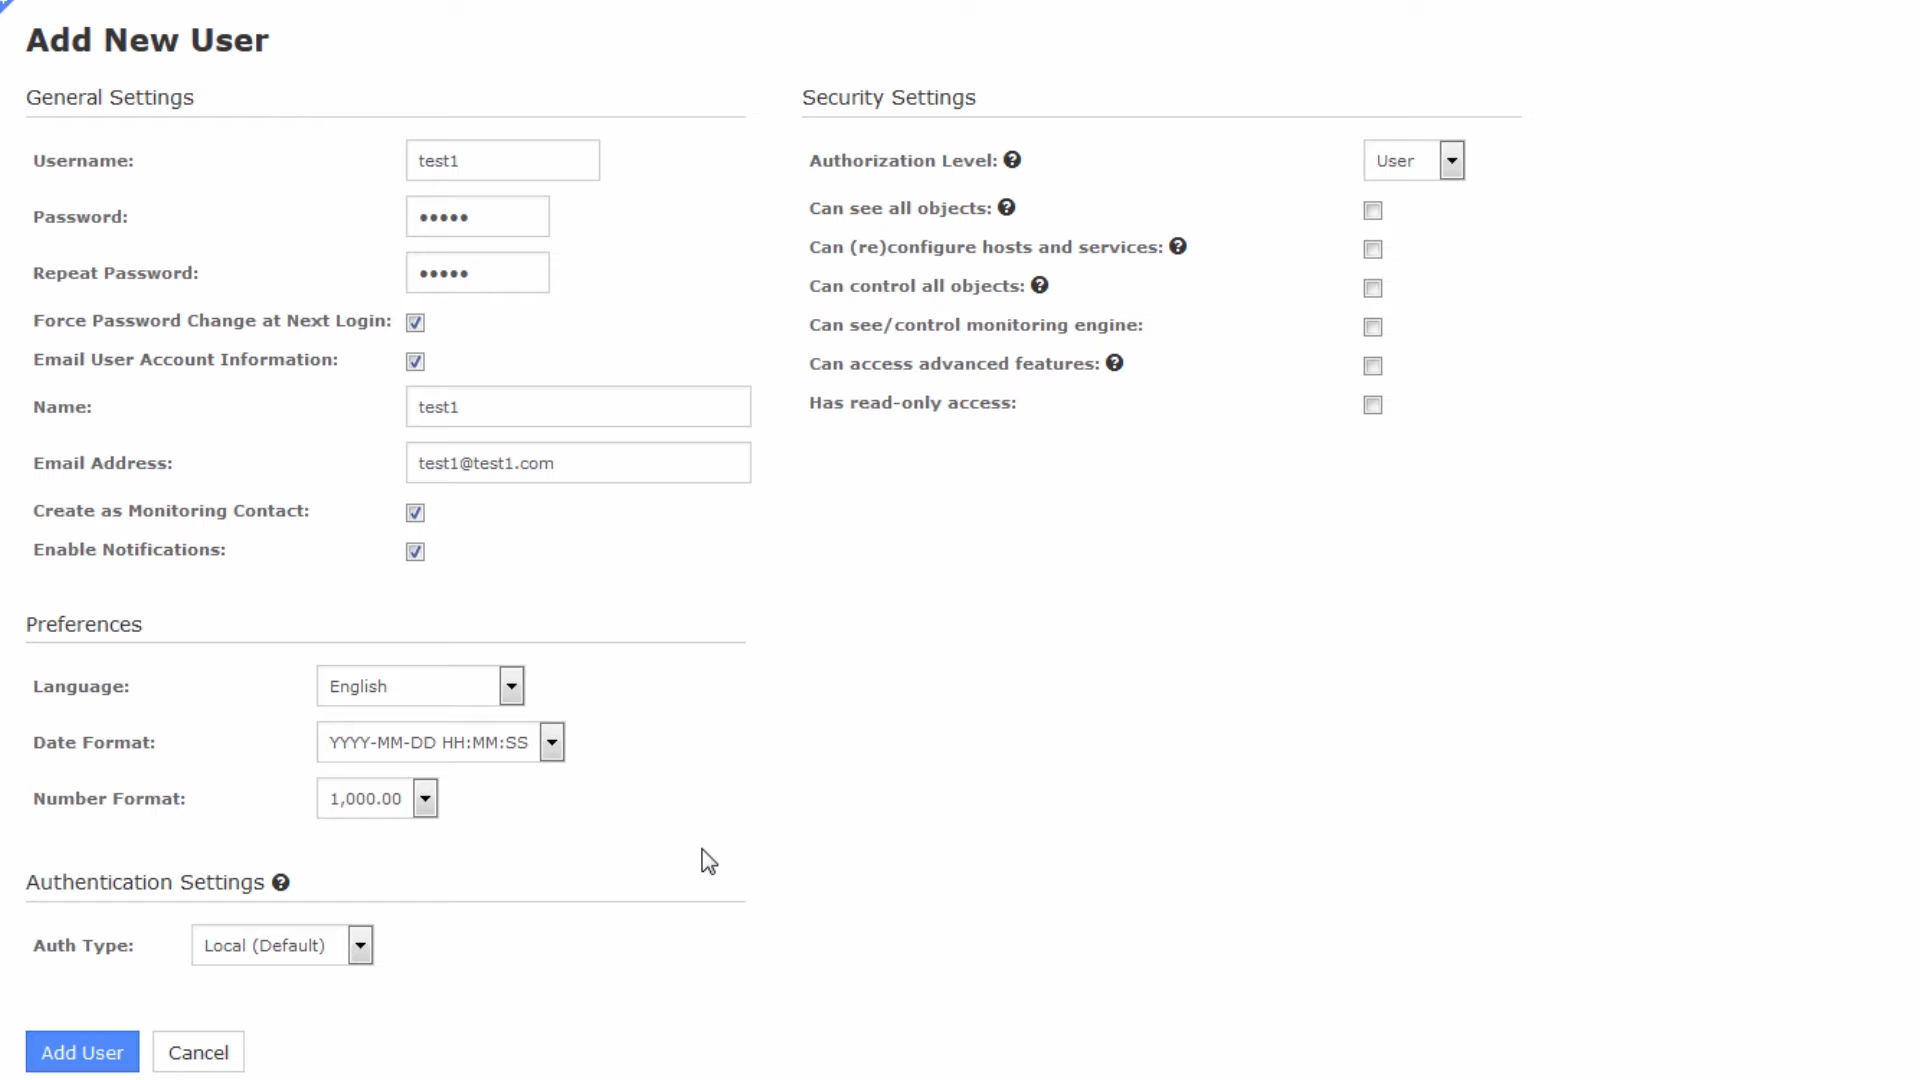 Add New User
General Settings
Username: test1
Password: •••••
Repeat Password: •••••
Force Password Change at Next Login:
Email User Account Information:
Name: test1
Email Address: test1@test1.com
Create as Monitoring Contact:
Enable Notifications:
Preferences
Language: English
Date Format: YYYY-MM-DD HH:MM:SS
Number Format: 1,000.00
Authentication Settings ?
Auth Type: Local (Default)
Add User Cancel
Security Settings
Authorization Level: ? User
Can see all objects: ?
Can (re)configure hosts and services: ?
Can control all objects: ?
Can see/control monitoring engine:
Can access advanced features: ?
Has read-only access: